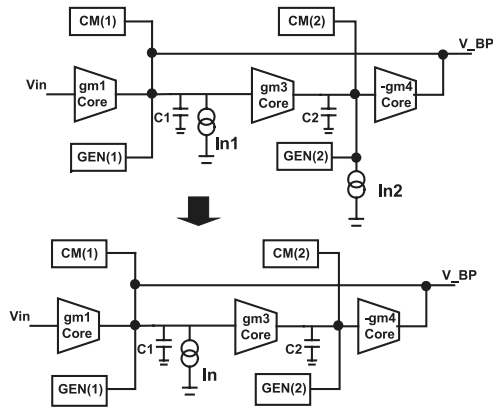 CM(1)
CM(2)
V_BP
Vin
gm1
Core
gm3
Core
-gm4
Core
C1
C2
GEN(1)
In1
GEN(2)
In2
CM(1)
CM(2)
V_BP
Vin
gm1
Core
gm3
Core
-gm4
Core
C1
C2
GEN(1)
In
GEN(2)